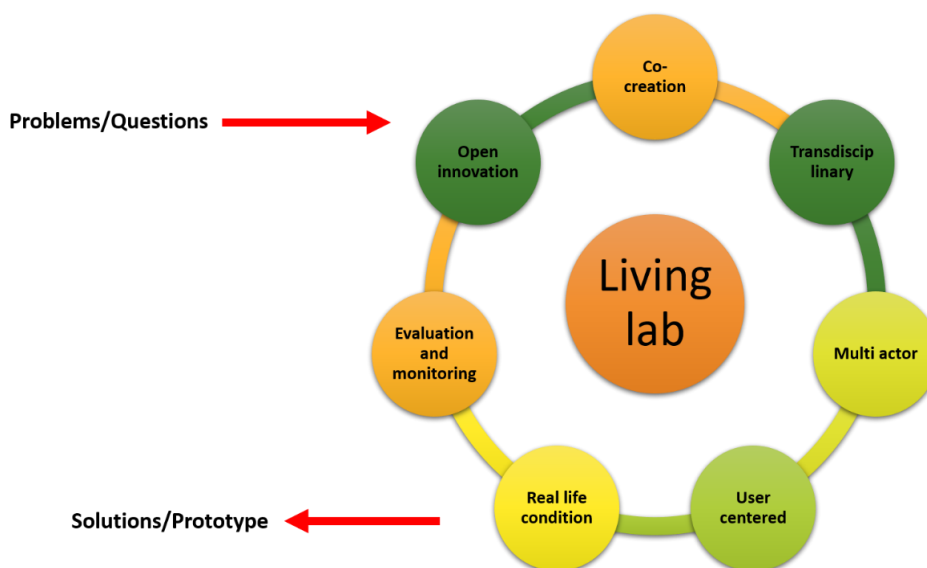 Problems/Questions
Co-
creation
Open
innovation
Transdiscip
linary
Living
lab
Evaluation
and
monitoring
Multi actor
Real life
condition
User
centered
Solutions/Prototype